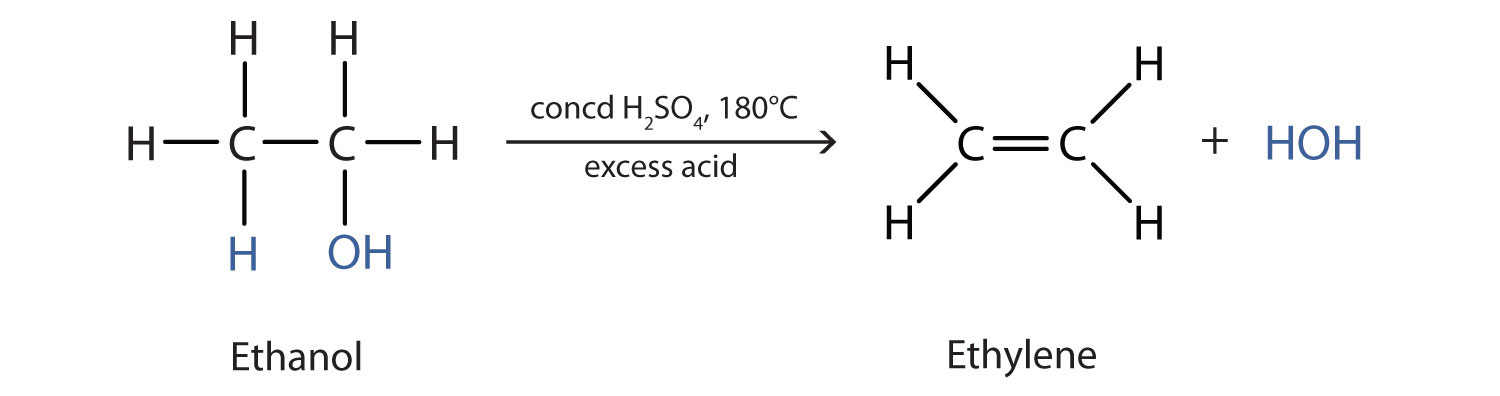 H H
H C C H
H OH
concd H₂SO₄, 180°C
excess acid
H H
C C
H H
+ HOH
Ethanol
Ethylene